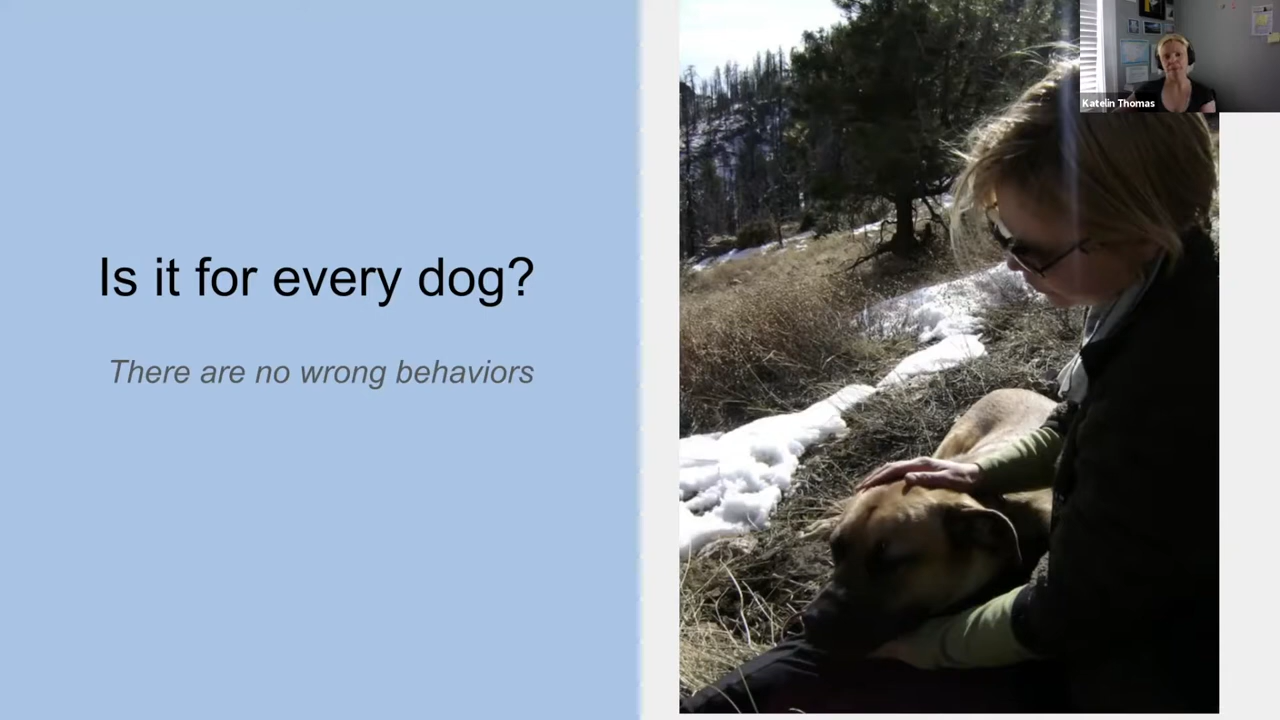 Is it for every dog?
There are no wrong behaviors
Katelin Thomas